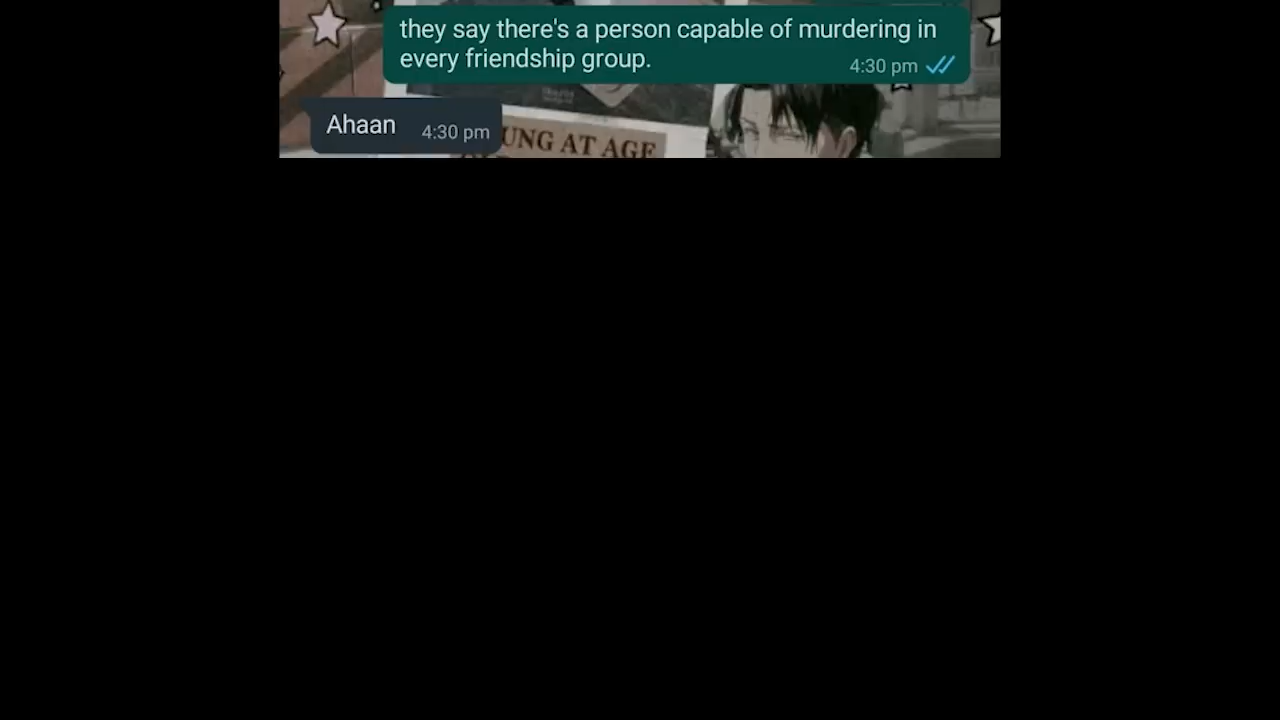 they say there's a person capable of murdering in
every friendship group.
4:30 pm
Ahaan
4:30 pm
UNG AT AGE